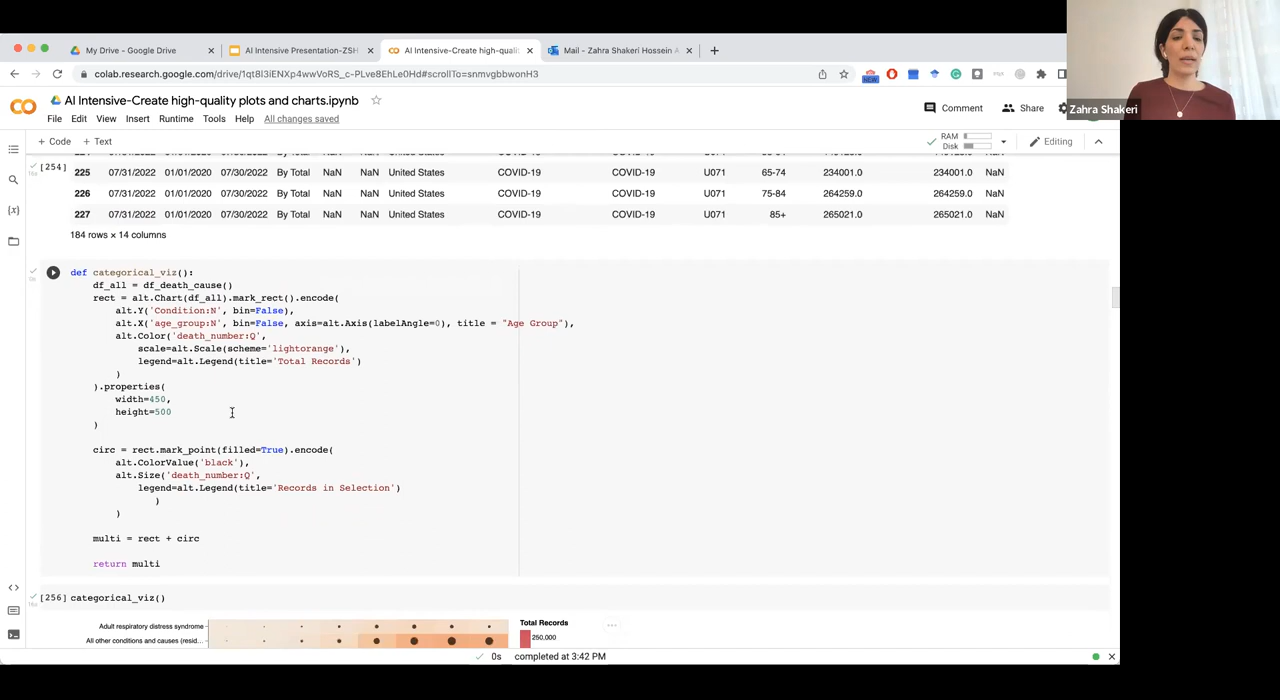 My Drive - Google Drive
AI Intensive Presentation-ZSH
AI Intensive-Create high-quali
Mail - Zahra Shakeri Hossein A
colab.research.google.com/drive/1qt8I3iENXp4wwVoRS_c-PLve8EhLe0Hd#scrollTo=snmvgbbwonH3
NEW
AI Intensive-Create high-quality plots and charts.ipynb
Comment
Share
Zahra Shakeri
File Edit View Insert Runtime Tools Help All changes saved
+ Code + Text
RAM
Disk
Editing
[254]
225 07/31/2022 01/01/2020 07/30/2022 By Total NaN NaN United States COVID-19 COVID-19 U071 65-74 234001.0 234001.0 NaN
226 07/31/2022 01/01/2020 07/30/2022 By Total NaN NaN United States COVID-19 COVID-19 U071 75-84 264259.0 264259.0 NaN
227 07/31/2022 01/01/2020 07/30/2022 By Total NaN NaN United States COVID-19 COVID-19 U071 85+ 265021.0 265021.0 NaN
184 rows × 14 columns
0s
def categorical_viz():
df_all = df_death_cause()
rect = alt.Chart(df_all).mark_rect().encode(
alt.Y('Condition:N', bin=False),
alt.X('age_group:N', bin=False, axis=alt.Axis(labelAngle=0), title = "Age Group"),
alt.Color('death_number:Q',
scale=alt.Scale(scheme='lightorange'),
legend=alt.Legend(title='Total Records')
)
).properties(
width=450,
height=500
)
circ = rect.mark_point(filled=True).encode(
alt.ColorValue('black'),
alt.Size('death_number:Q',
legend=alt.Legend(title='Records in Selection')
)
)
multi = rect + circ
return multi
[256] categorical_viz()
Adult respiratory distress syndrome
All other conditions and causes (resid...
Total Records
250,000
0s completed at 3:42 PM